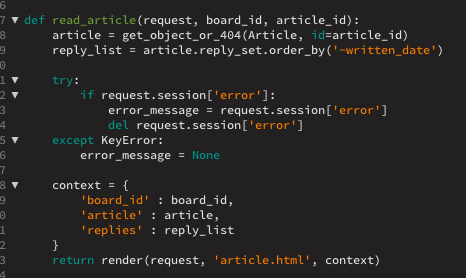 6
7 ▼ def read_article(request, board_id, article_id):
8 article = get_object_or_404(Article, id=article_id)
9 reply_list = article.reply_set.order_by('-written_date')
0
1 ▼ try:
2 ▼ if request.session['error']:
3 error_message = request.session['error']
4 del request.session['error']
5 ▼ except KeyError:
6 error_message = None
7
8 ▼ context = {
9 'board_id' : board_id,
0 'article' : article,
1 'replies' : reply_list
2 }
3 return render(request, 'article.html', context)
4